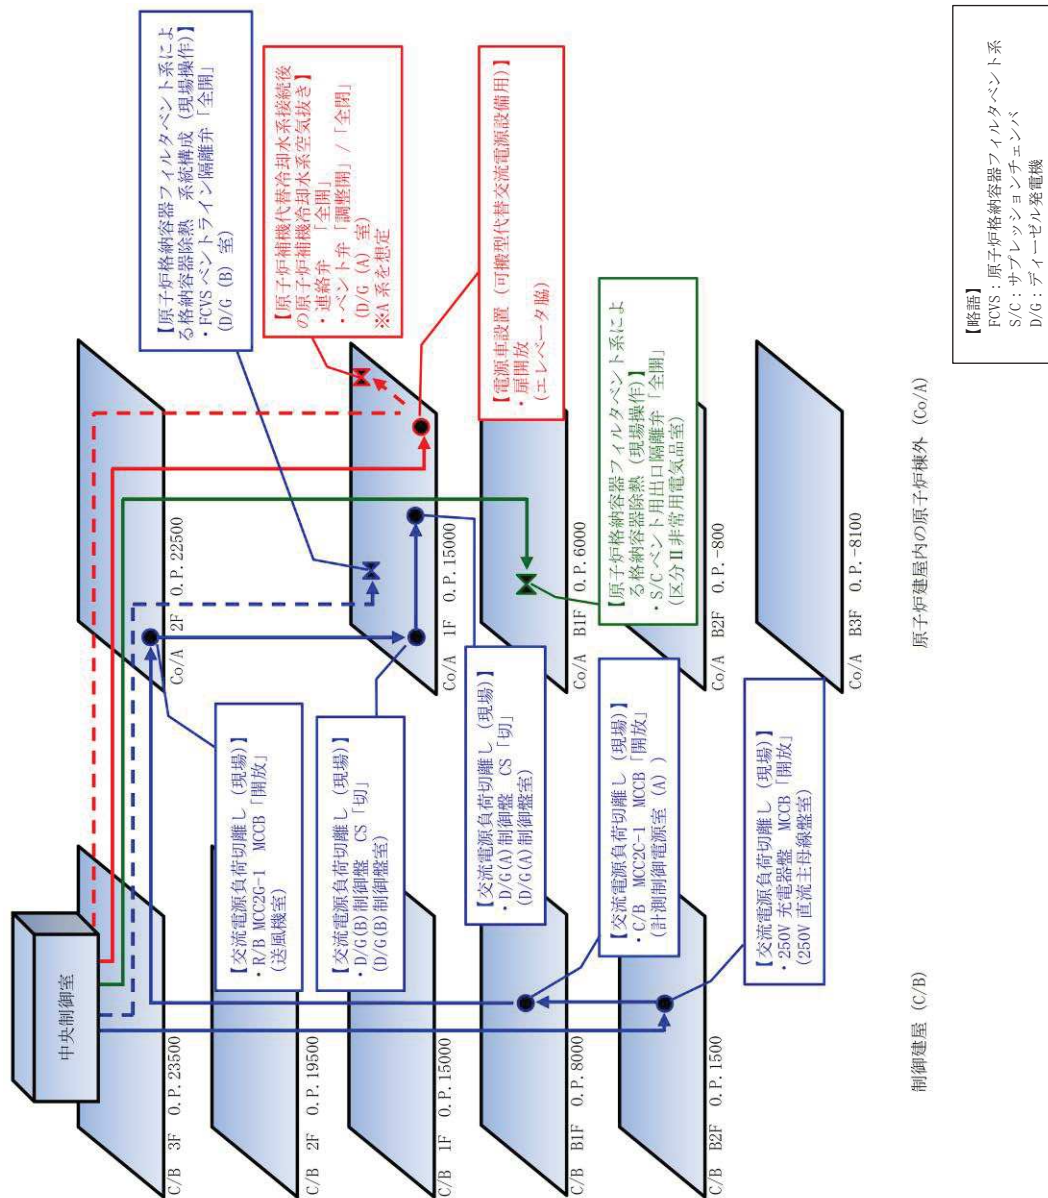 中央制御室
C/B 3F O.P.23500
C/B 2F O.P.19500
C/B 1F O.P.15000
C/B B1F O.P.8000
C/B B2F O.P.1500
制御建屋 (C/B)
【交流電源負荷切離し (現場)】
・R/B MCC2G-1 MCCB「開放」
(送風機室)
【交流電源負荷切離し (現場)】
・D/G(B)制御盤 CS「切」
(D/G(B)制御盤室)
【交流電源負荷切離し (現場)】
・D/G(A)制御盤 CS「切」
(D/G(A)制御盤室)
【交流電源負荷切離し (現場)】
・C/B MCC2C-1 MCCB「開放」
(計測制御電源室 (A) )
【交流電源負荷切離し (現場)】
・250V 充電器盤 MCCB「開放」
(250V 直流主母線盤室)
Co/A 2F O.P.22500
Co/A 1F O.P.15000
Co/A B1F O.P.6000
Co/A B2F O.P.-800
Co/A B3F O.P.-8100
原子炉建屋内の原子炉棟外 (Co/A)
【原子炉格納容器フィルタベント系によ
る格納容器除熱 系統構成 (現場操作)】
・FCVS ベントライン隔離弁「全開」
(D/G (B) 室)
【原子炉補機代替冷却水系接続後
の原子炉補機冷却水系空気抜き】
・連絡弁 「全開」
・ベント弁「調整開」/「全閉」
(D/G (A) 室)
※A 系を想定
【電源車設置 (可搬型代替交流電源設備用)】
・扉開放
(エレベータ脇)
【原子炉格納容器フィルタベント系によ
る格納容器除熱 (現場操作)】
・S/C ベント用出口隔離弁「全開」
(区分Ⅱ非常用電気品室)
【略語】
FCVS：原子炉格納容器フィルタベント系
S/C：サプレッションチェンバ
D/G：ディーゼル発電機